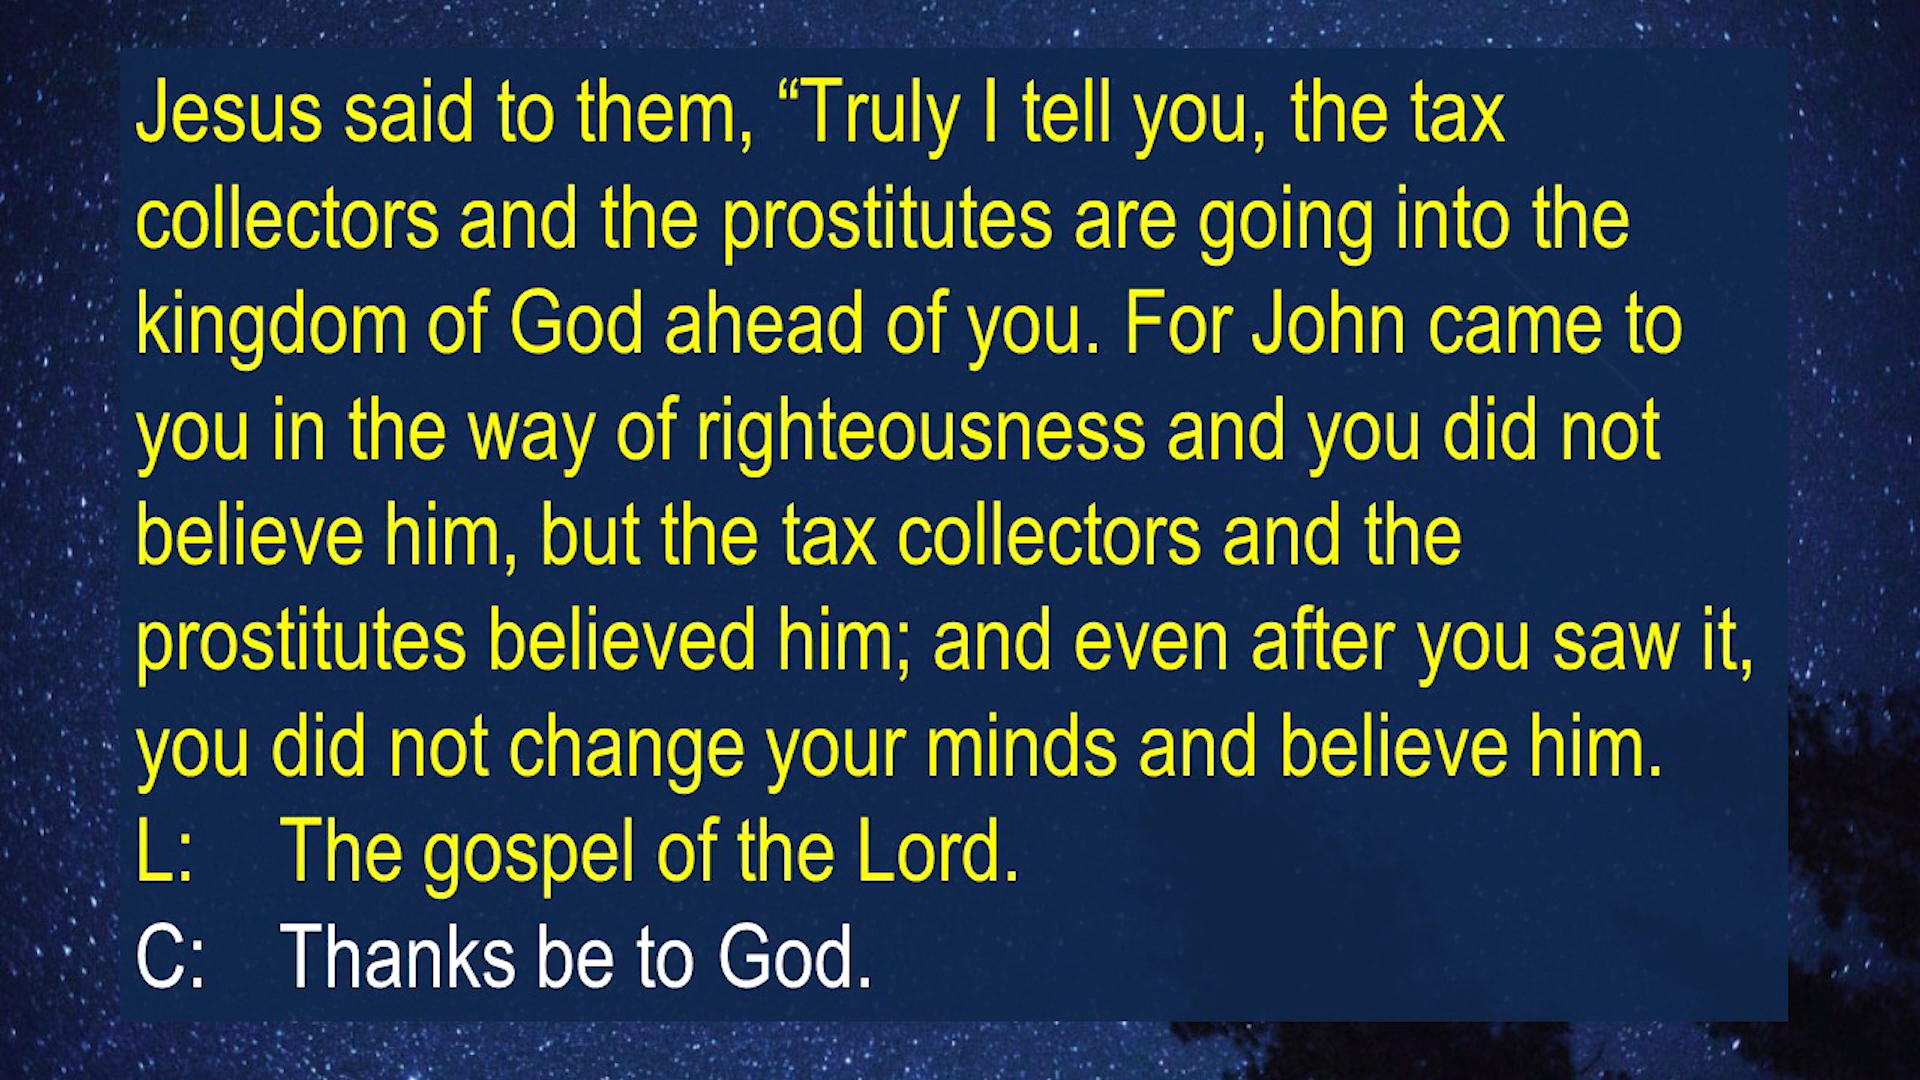 Jesus said to them, “Truly I tell you, the tax
collectors and the prostitutes are going into the
kingdom of God ahead of you. For John came to
you in the way of righteousness and you did not
believe him, but the tax collectors and the
prostitutes believed him; and even after you saw it,
you did not change your minds and believe him.
L: The gospel of the Lord.
C: Thanks be to God.